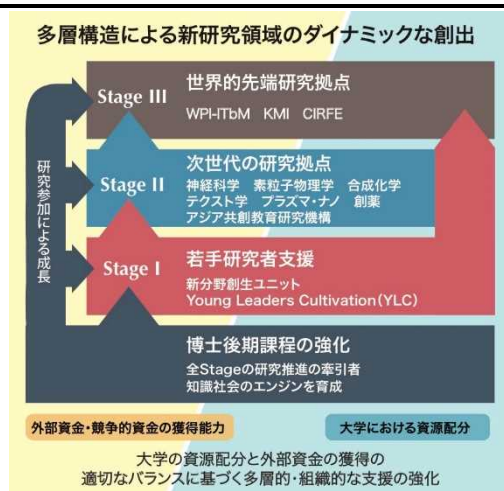 多層構造による新研究領域のダイナミックな創出
Stage III
世界的先端研究拠点
WPI-ITbM KMI CIRFE
Stage II
次世代の研究拠点
神経科学 素粒子物理学 合成化学
テクスト学 プラズマ・ナノ 創薬
アジア共創教育研究機構
Stage I
若手研究者支援
新分野創生ユニット
Young Leaders Cultivation(YLC)
研究参加による成長
博士後期課程の強化
全Stageの研究推進の牽引者
知識社会のエンジンを育成
外部資金・競争的資金の獲得能力
大学における資源配分
大学の資源配分と外部資金の獲得の
適切なバランスに基づく多層的・組織的な支援の強化